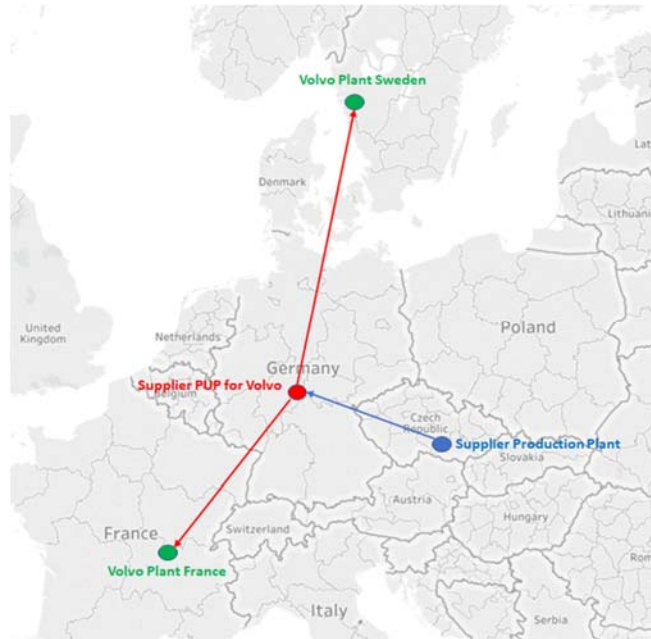 Volvo Plant Sweden
Denmark
Lithuania
United
Kingdom
Netherlands
Poland
Germany
Supplier PUP for Volvo
Belgium
Czech
Republic
Supplier Production Plant
Slovakia
Austria
France
Switzerland
Hungary
Volvo Plant France
Italy
Serbia